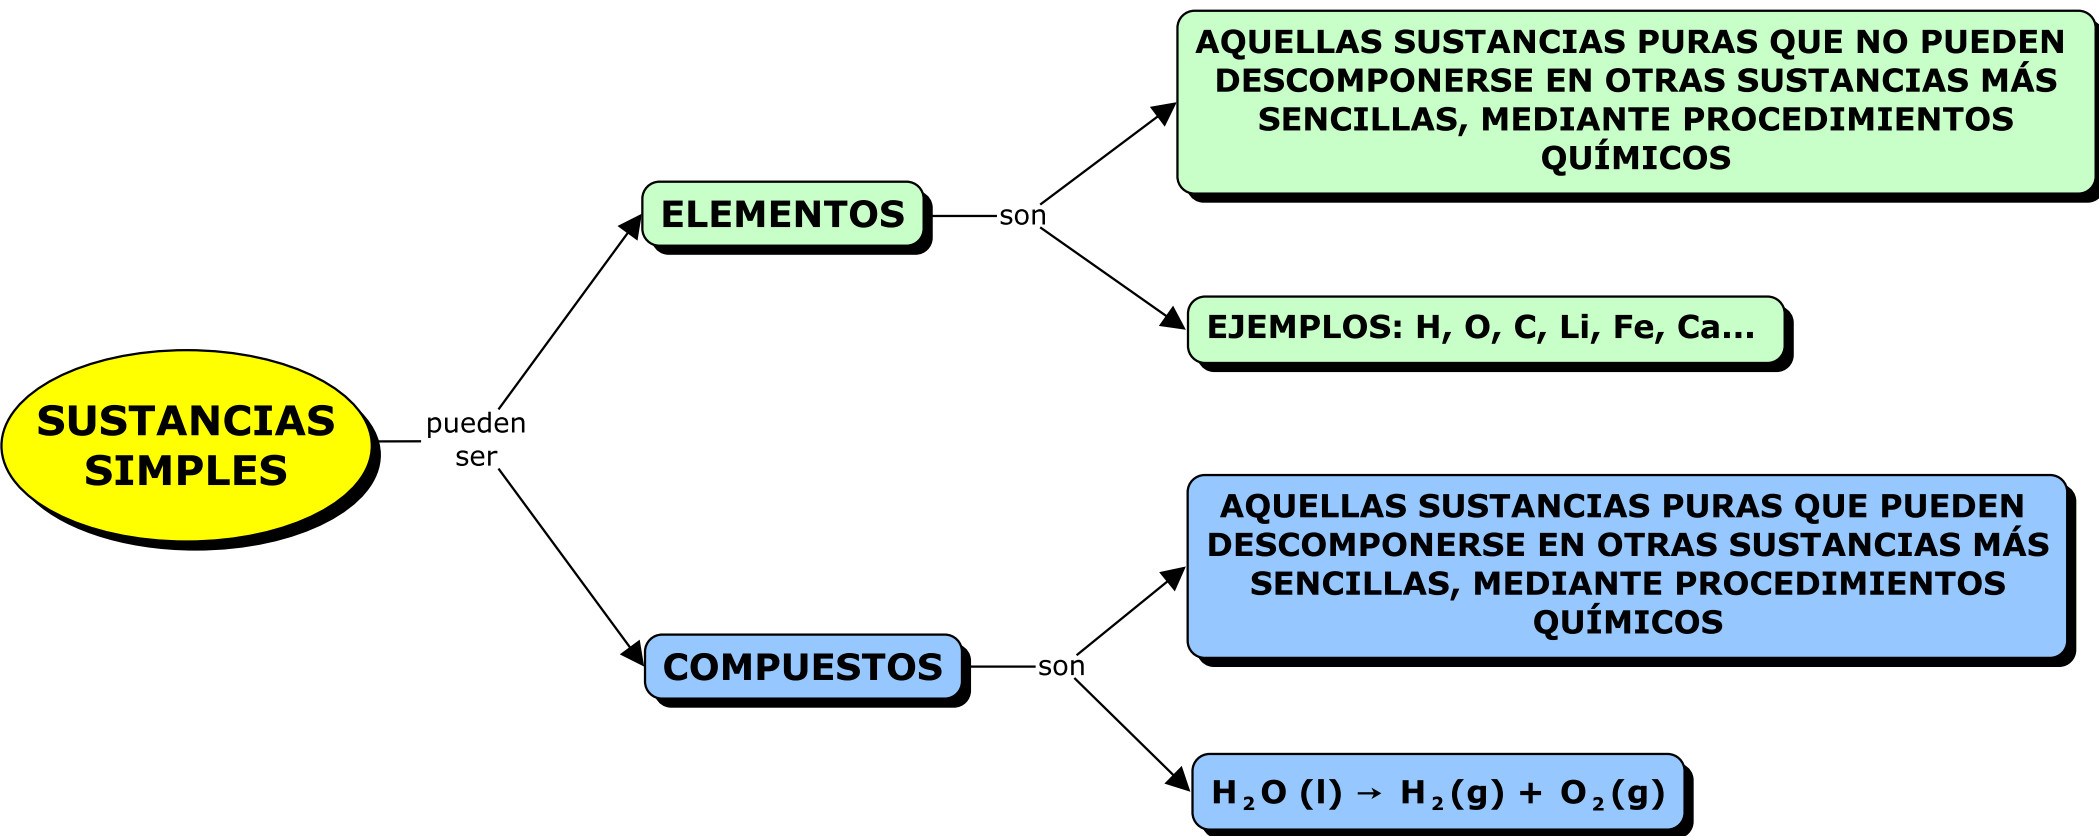 SUSTANCIAS
SIMPLES
pueden
ser
ELEMENTOS
son
AQUELLAS SUSTANCIAS PURAS QUE NO PUEDEN
DESCOMPONERSE EN OTRAS SUSTANCIAS MÁS
SENCILLAS, MEDIANTE PROCEDIMIENTOS
QUÍMICOS
EJEMPLOS: H, O, C, Li, Fe, Ca...
COMPUESTOS
son
AQUELLAS SUSTANCIAS PURAS QUE PUEDEN
DESCOMPONERSE EN OTRAS SUSTANCIAS MÁS
SENCILLAS, MEDIANTE PROCEDIMIENTOS
QUÍMICOS
H₂O (l) → H₂(g) + O₂(g)